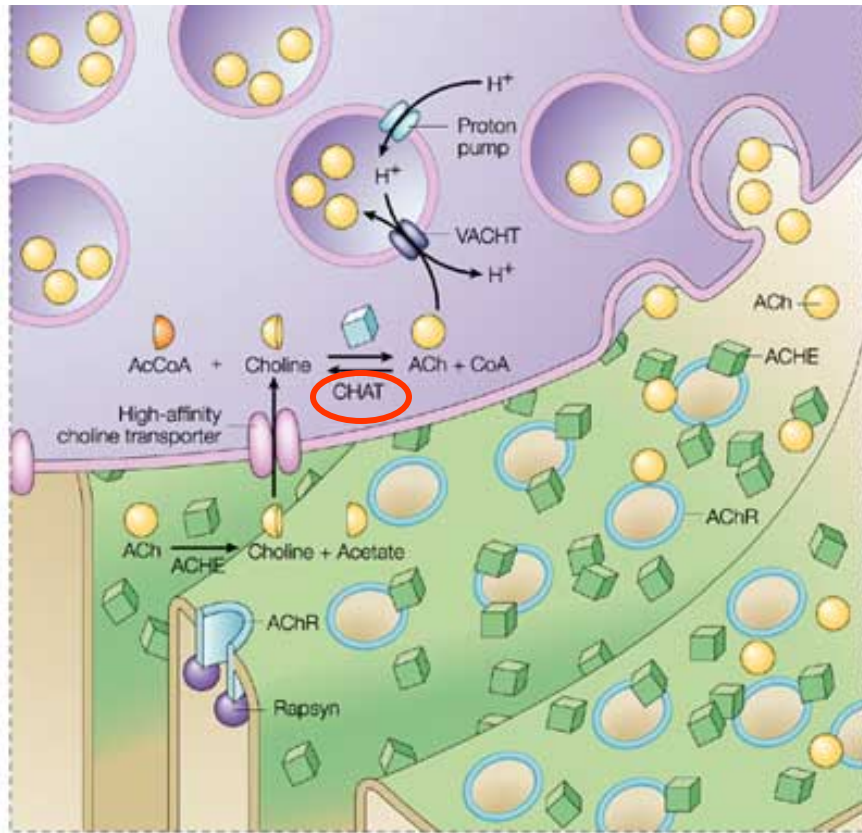 H+
Proton
pump
H+
VACHT
H+
ACh
AcCoA + Choline
ACh + CoA
ACHE
CHAT
High-affinity
choline transporter
AChR
ACh
ACHE
Choline + Acetate
AChR
Rapsyn